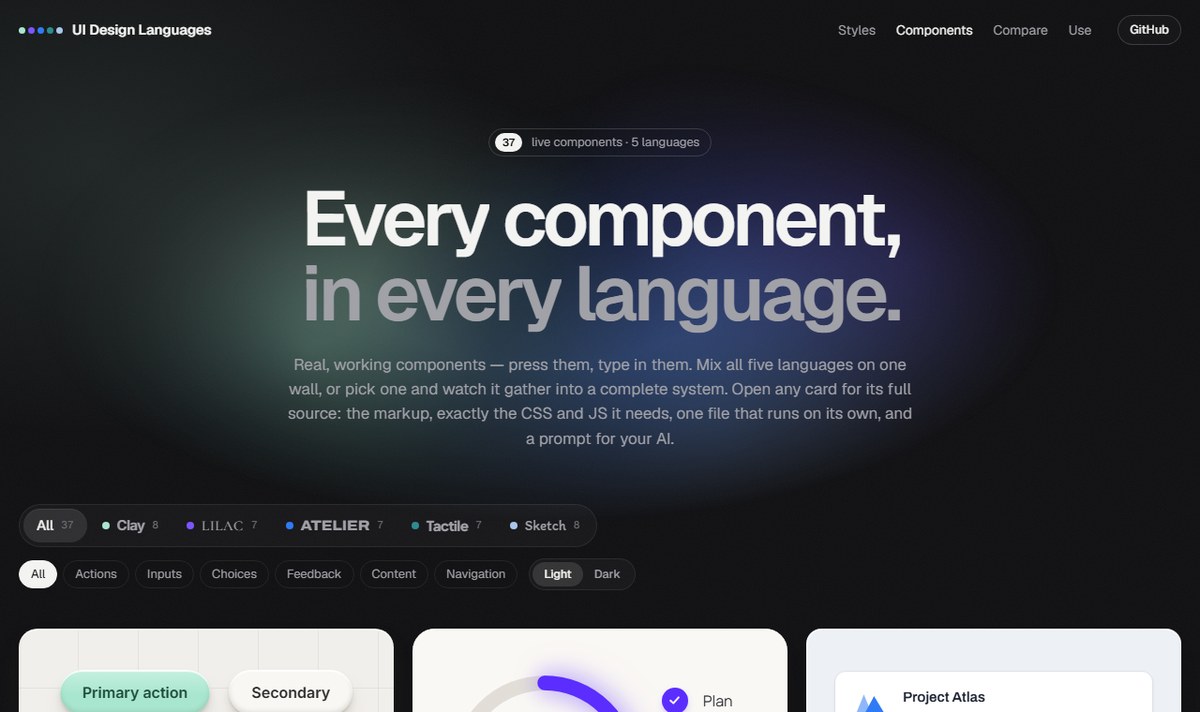 UI Design Languages
Styles Components Compare Use GitHub
37 live components · 5 languages
Every component,
in every language.
Real, working components — press them, type in them. Mix all five languages on one
wall, or pick one and watch it gather into a complete system. Open any card for its full
source: the markup, exactly the CSS and JS it needs, one file that runs on its own, and
a prompt for your AI.
All 37 Clay 8 LILAC 7 ATELIER 7 Tactile 7 Sketch 8
All Actions Inputs Choices Feedback Content Navigation Light Dark
Primary action Secondary
Plan
Project Atlas